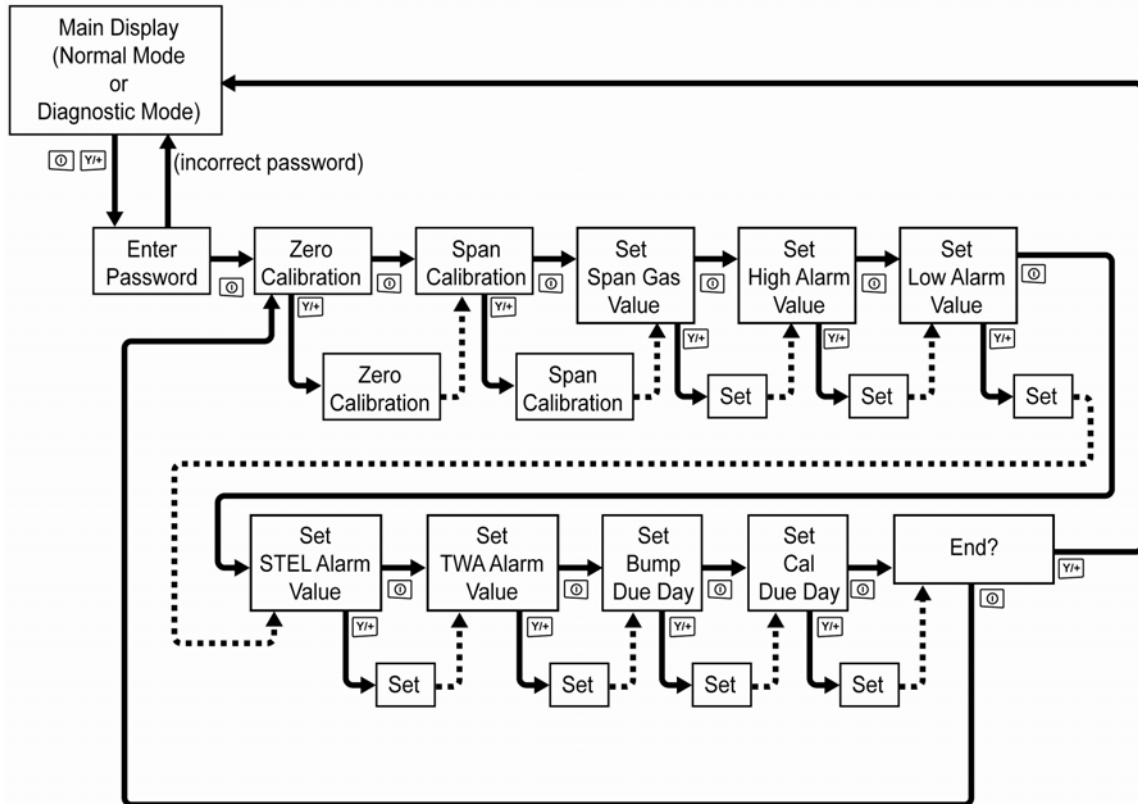 Main Display
(Normal Mode
or
Diagnostic Mode)
Y/+
(incorrect password)
Enter
Password
Zero
Calibration
Span
Calibration
Set
Span Gas
Value
Set
High Alarm
Value
Set
Low Alarm
Value
Y/+
Y/+
Y/+
Y/+
Y/+
Zero
Calibration
Span
Calibration
Set
Set
Set
Set
STEL Alarm
Value
Set
TWA Alarm
Value
Set
Bump
Due Day
Set
Cal
Due Day
End?
Y/+
Y/+
Y/+
Y/+
Y/+
Set
Set
Set
Set